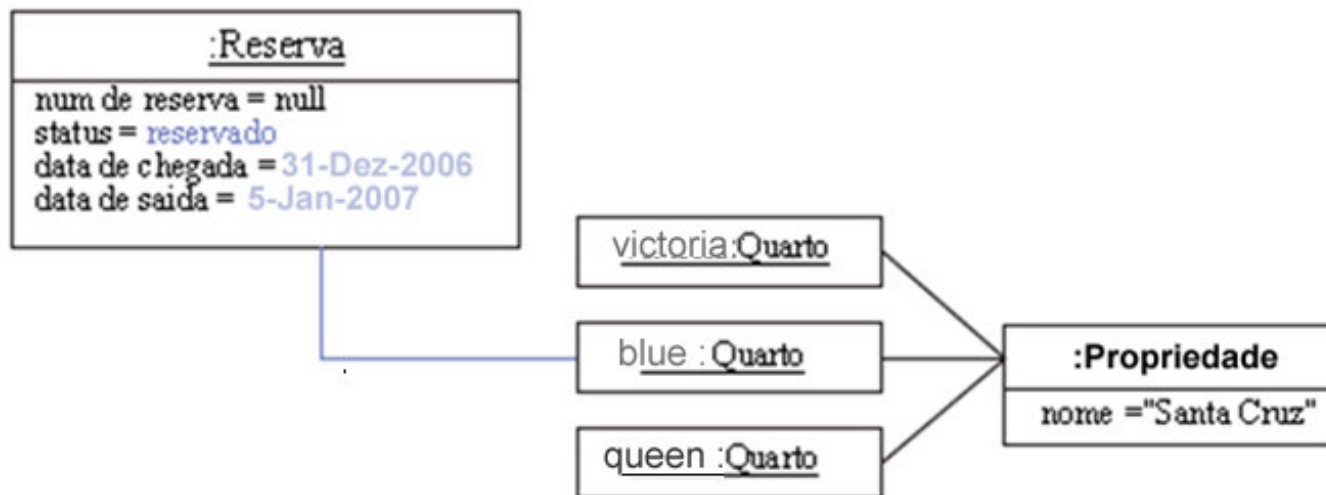 :Reserva
num de reserva = null
status = reservado
data de chegada = 31-Dez-2006
data de saida = 5-Jan-2007
victoria:Quarto
blue :Quarto
queen :Quarto
:Propriedade
nome ="Santa Cruz"